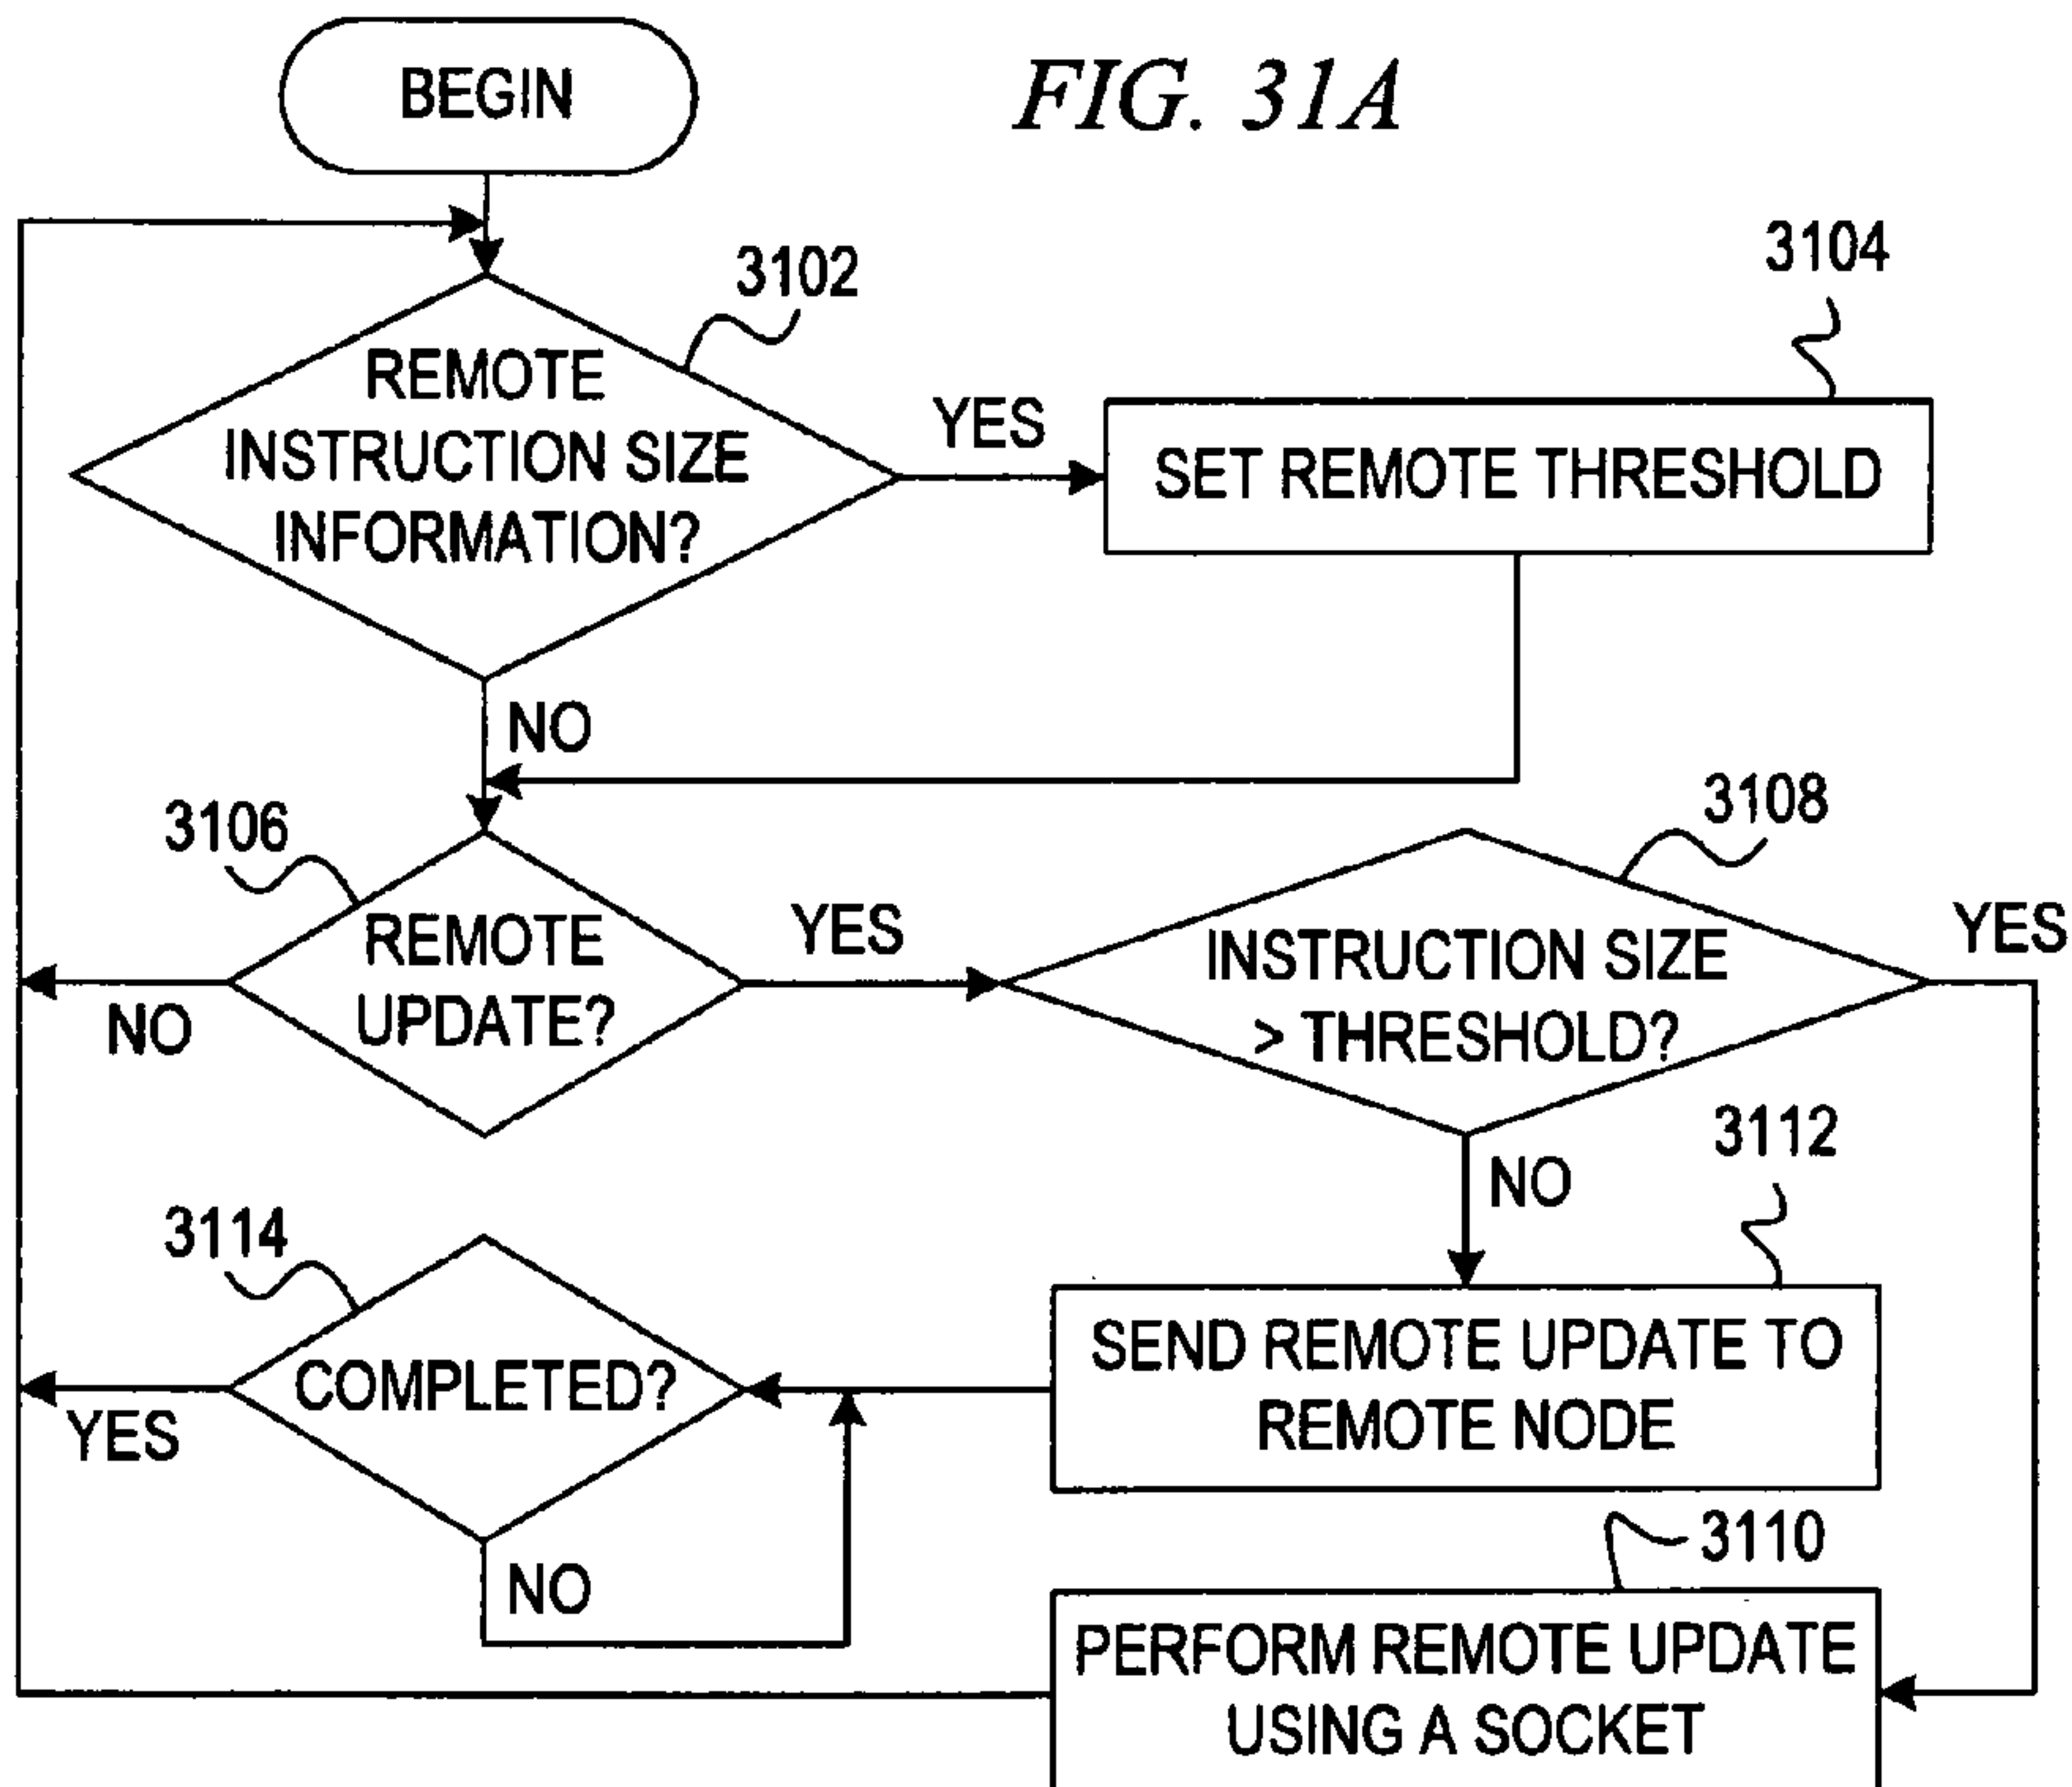 BEGIN
FIG. 31A
3102
REMOTE
INSTRUCTION SIZE
INFORMATION?
YES
3104
SET REMOTE THRESHOLD
NO
3106
REMOTE
UPDATE?
YES
NO
3108
INSTRUCTION SIZE
> THRESHOLD?
YES
NO
3112
SEND REMOTE UPDATE TO
REMOTE NODE
3114
COMPLETED?
YES
NO
3110
PERFORM REMOTE UPDATE
USING A SOCKET